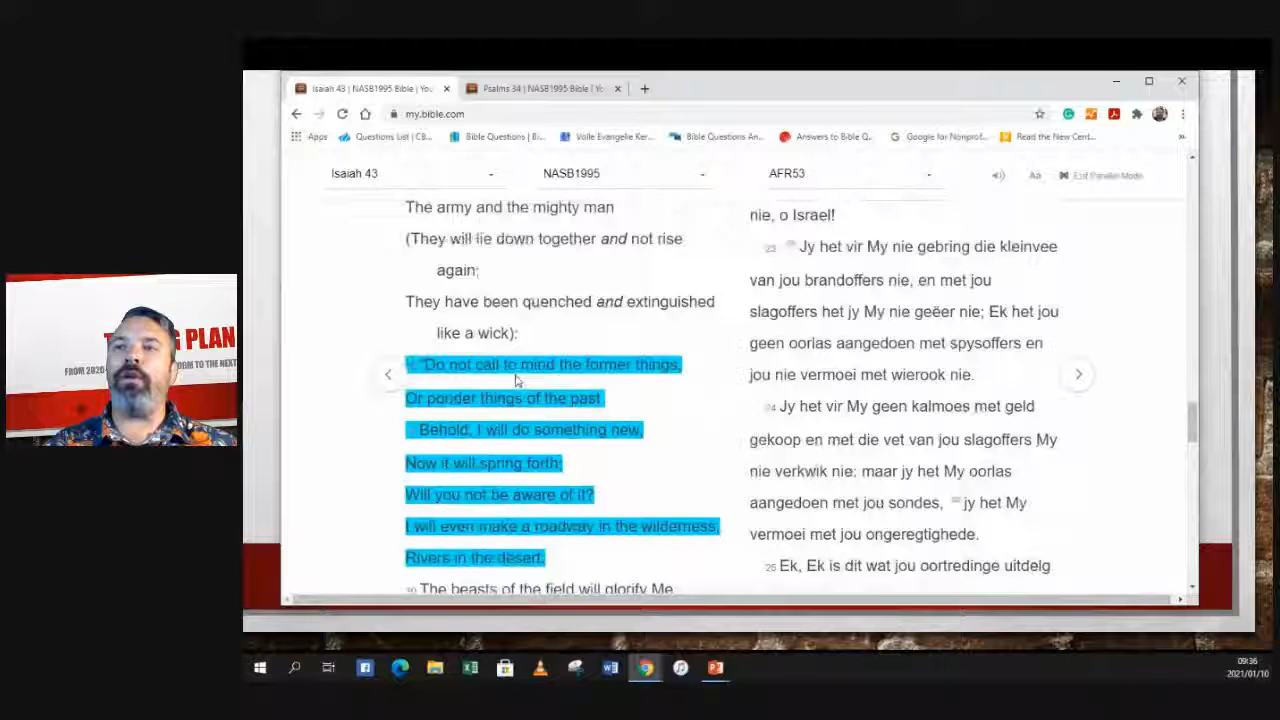 Isaiah 43 | NASB1995 Bible | Yo
Psalms 34 | NASB1995 Bible | Yo
my.bible.com
Apps
Questions List | CB...
Bible Questions | Bi...
Volle Evangelie Ker...
Bible Questions An...
Answers to Bible Q...
Google for Nonprof...
Read the New Cent...
»
Isaiah 43
NASB1995
AFR53
Aa
Exit Parallel Mode
The army and the mighty man
(They will lie down together and not rise
again;
They have been quenched and extinguished
like a wick):
"Do not call to mind the former things,
Or ponder things of the past.
Behold, I will do something new,
Now it will spring forth;
Will you not be aware of it?
I will even make a roadway in the wilderness,
Rivers in the desert.
20 The beasts of the field will glorify Me,
nie, o Israel!
23 Jy het vir My nie gebring die kleinvee
van jou brandoffers nie, en met jou
slagoffers het jy My nie geëer nie; Ek het jou
geen oorlas aangedoen met spysoffers en
jou nie vermoei met wierook nie.
24 Jy het vir My geen kalmoes met geld
gekoop en met die vet van jou slagoffers My
nie verkwik nie; maar jy het My oorlas
aangedoen met jou sondes, jy het My
vermoei met jou ongeregtighede.
25 Ek, Ek is dit wat jou oortredinge uitdelg
PLAN
FROM 2020
TO THE NEXT
09:36
2021/01/10